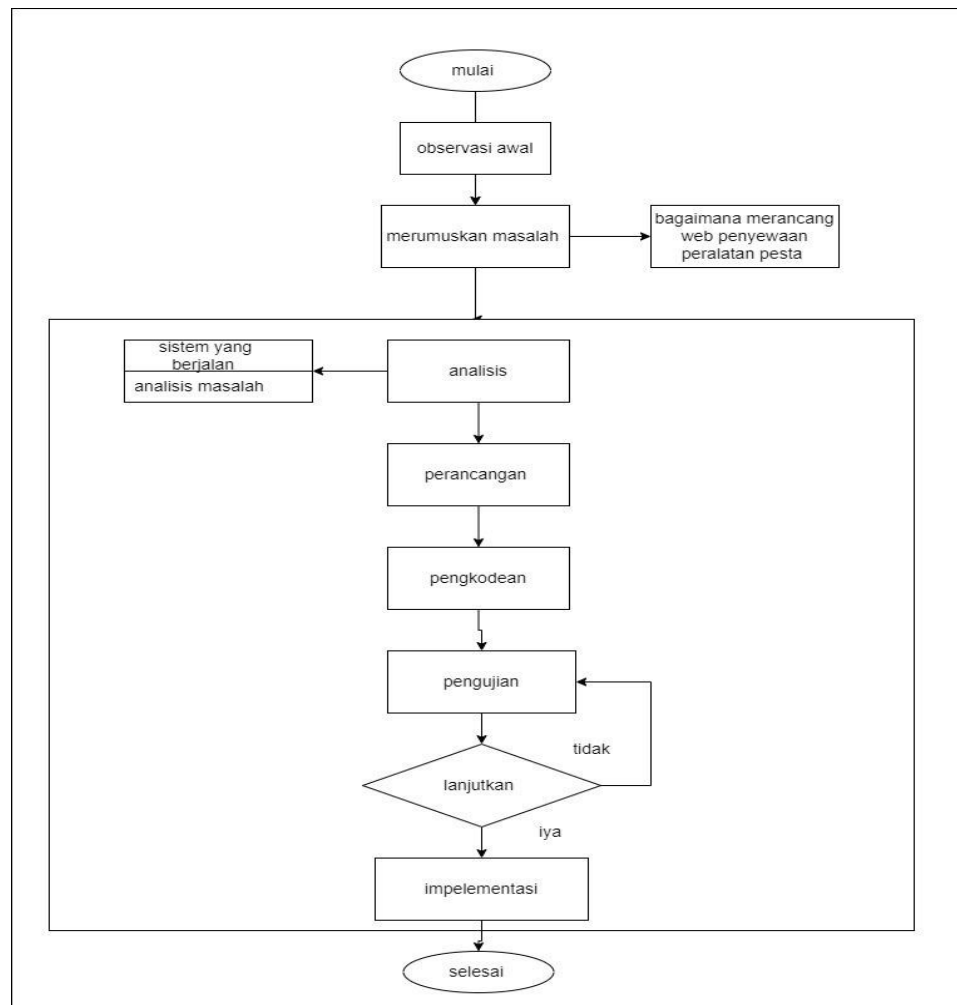 mulai
observasi awal
merumuskan masalah
bagaimana merancang
web penyewaan
peralatan pesta
sistem yang
berjalan
analisis masalah
analisis
perancangan
pengkodean
pengujian
tidak
lanjutkan
iya
impelementasi
selesai